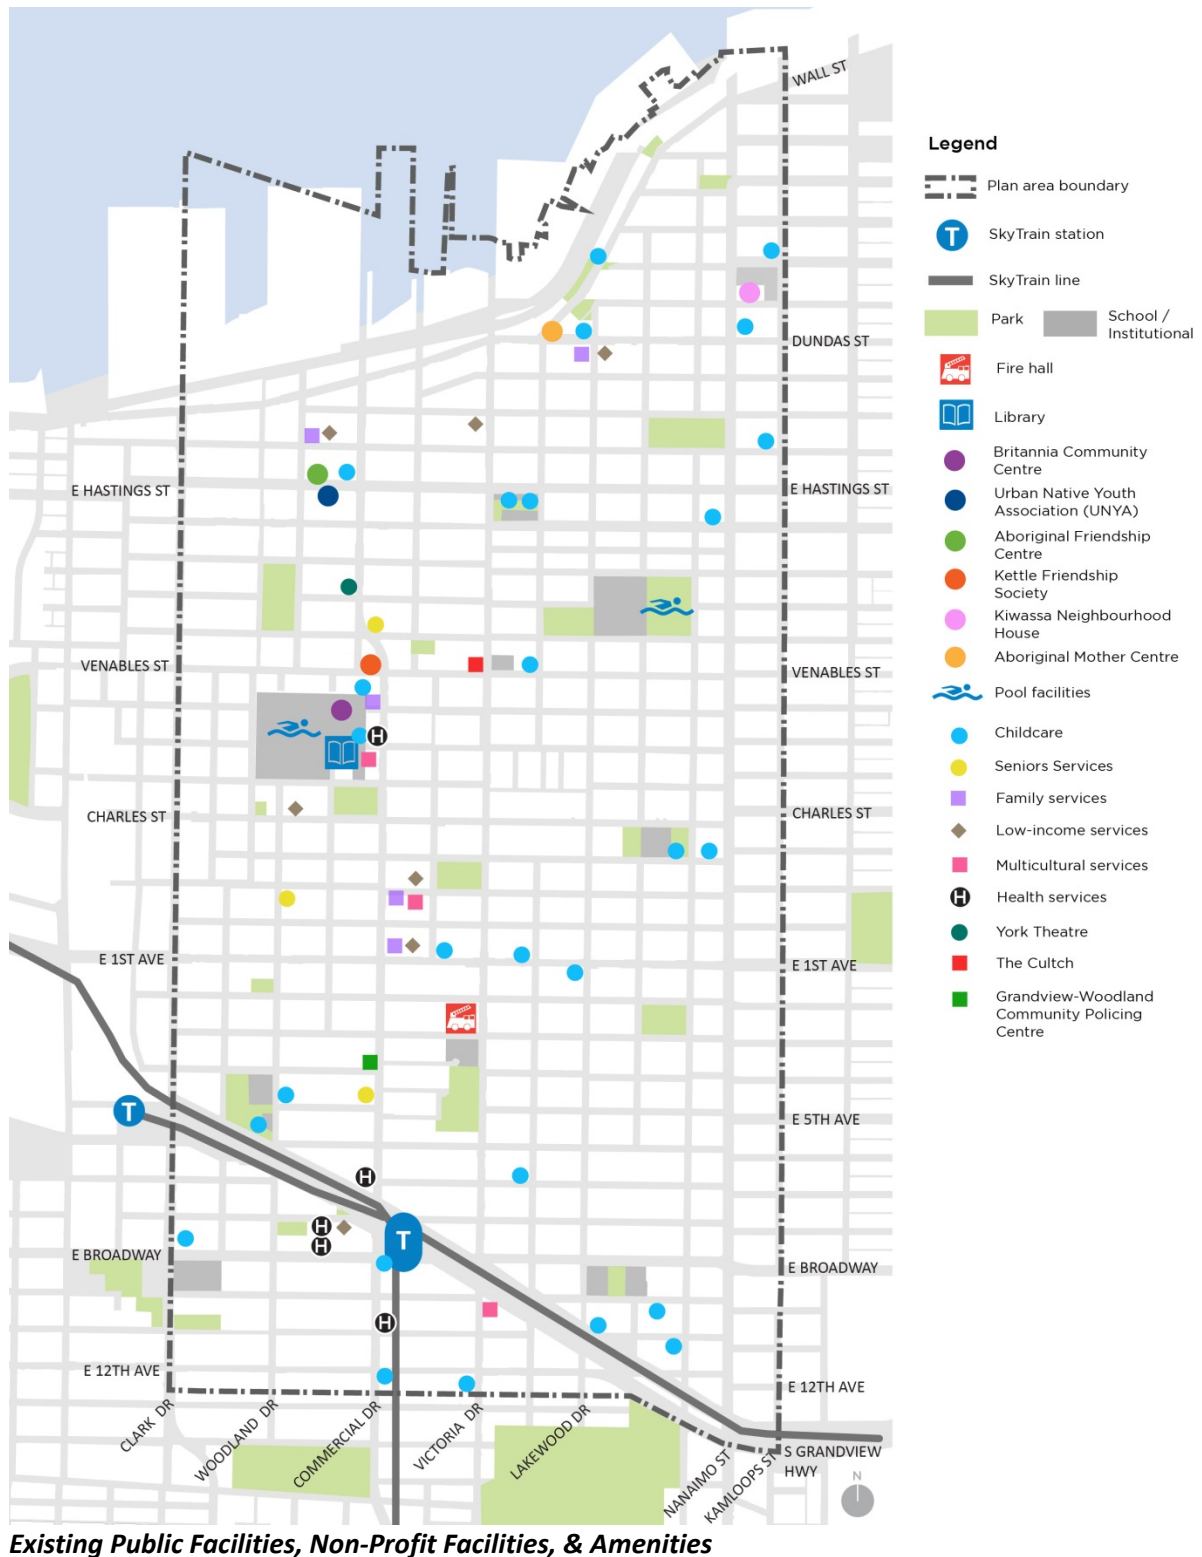 WALL ST
Legend
Plan area boundary
T
SkyTrain station
SkyTrain line
Park
School /
Institutional
DUNDAS ST
Fire hall
Library
Britannia Community
Centre
E HASTINGS ST
E HASTINGS ST
Urban Native Youth
Association (UNYA)
Aboriginal Friendship
Centre
Kettle Friendship
Society
Kiwassa Neighbourhood
House
Aboriginal Mother Centre
VENABLES ST
VENABLES ST
Pool facilities
H
Childcare
Seniors Services
Family services
CHARLES ST
CHARLES ST
Low-income services
Multicultural services
H
Health services
York Theatre
E 1ST AVE
E 1ST AVE
The Cultch
Grandview-Woodland
Community Policing
Centre
T
E 5TH AVE
H
H
H
T
E BROADWAY
E BROADWAY
H
E 12TH AVE
E 12TH AVE
CLARK DR
WOODLAND DR
COMMERCIAL DR
VICTORIA DR
LAKEWOOD DR
NANAIMO ST
KAMLOOPS ST
S GRANDVIEW
HWY
N
Existing Public Facilities, Non-Profit Facilities, & Amenities